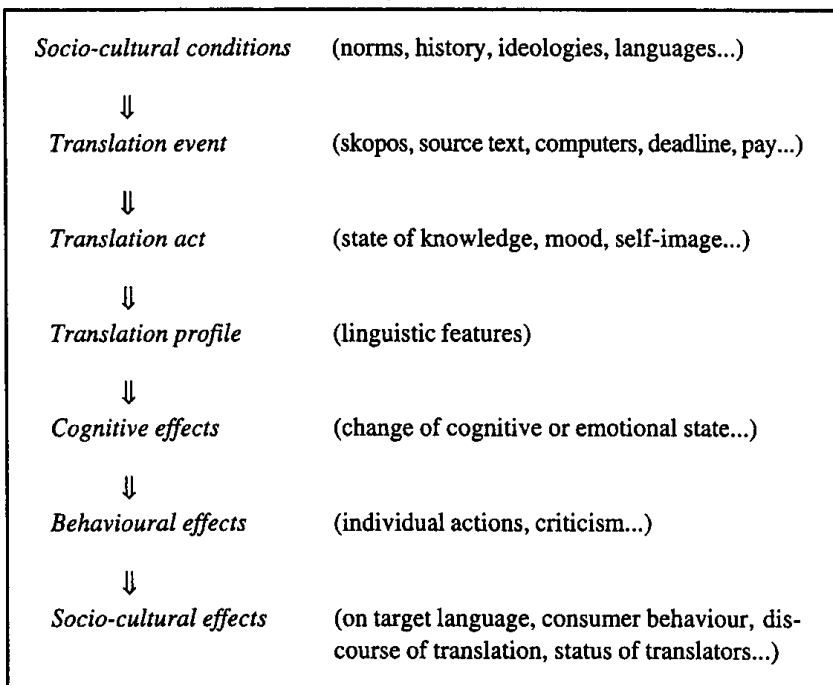 Socio-cultural conditions (norms, history, ideologies, languages...)
⇓
Translation event (skopos, source text, computers, deadline, pay...)
⇓
Translation act (state of knowledge, mood, self-image...)
⇓
Translation profile (linguistic features)
⇓
Cognitive effects (change of cognitive or emotional state...)
⇓
Behavioural effects (individual actions, criticism...)
⇓
Socio-cultural effects (on target language, consumer behaviour, dis-
course of translation, status of translators...)